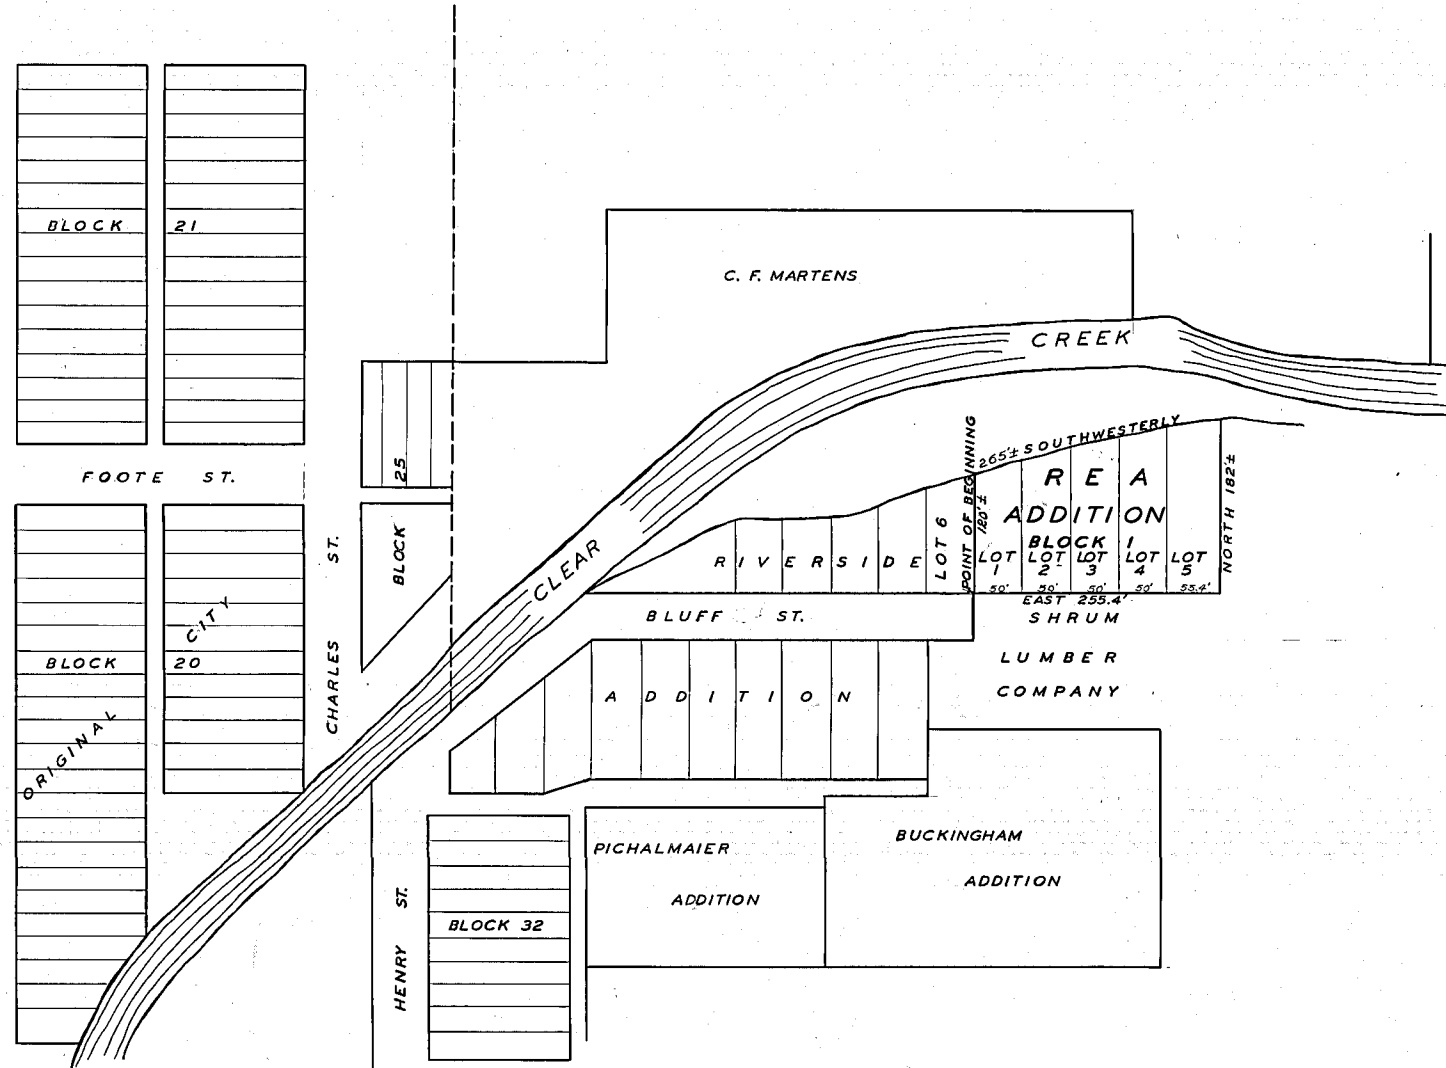 BLOCK 21
C. F. MARTENS
CREEK
265'± SOUTHWESTERLY
POINT OF BEGINNING
120'±
NORTH 182'±
REA
ADDITION
BLOCK 1
LOT 1
LOT 2
LOT 3
LOT 4
LOT 5
50'
50'
50'
50'
55.4'
EAST 255.4'
LOT 6
RIVERSIDE
25
BLOCK
FOOTE ST.
CLEAR
BLUFF ST.
SHRUM
LUMBER
COMPANY
CHARLES ST.
CITY
BLOCK 20
ORIGINAL
ADDITION
PICHALMAIER
ADDITION
BUCKINGHAM
ADDITION
BLOCK 32
HENRY ST.